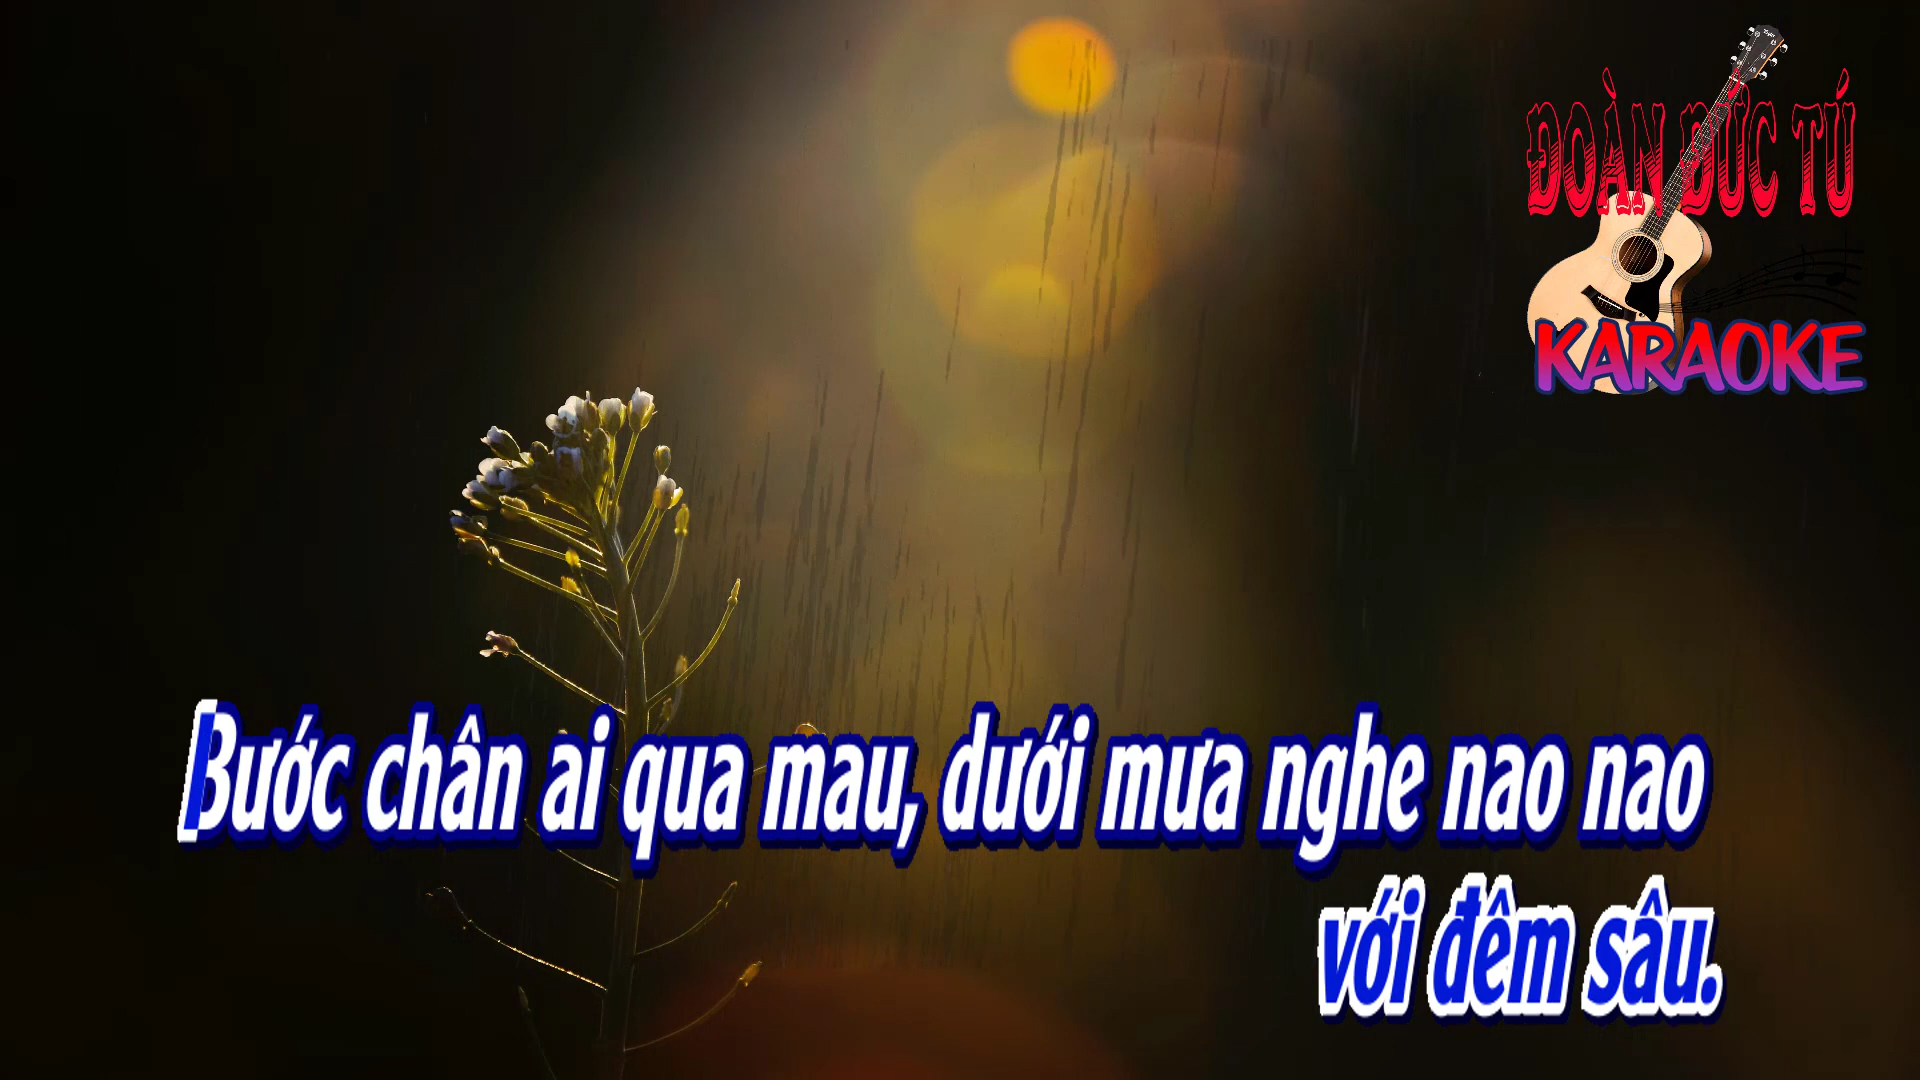 ĐOÀN ĐỨC TÚ
KARAOKE
Bước chân ai qua mau, dưới mưa nghe nao nao
với đêm sâu.